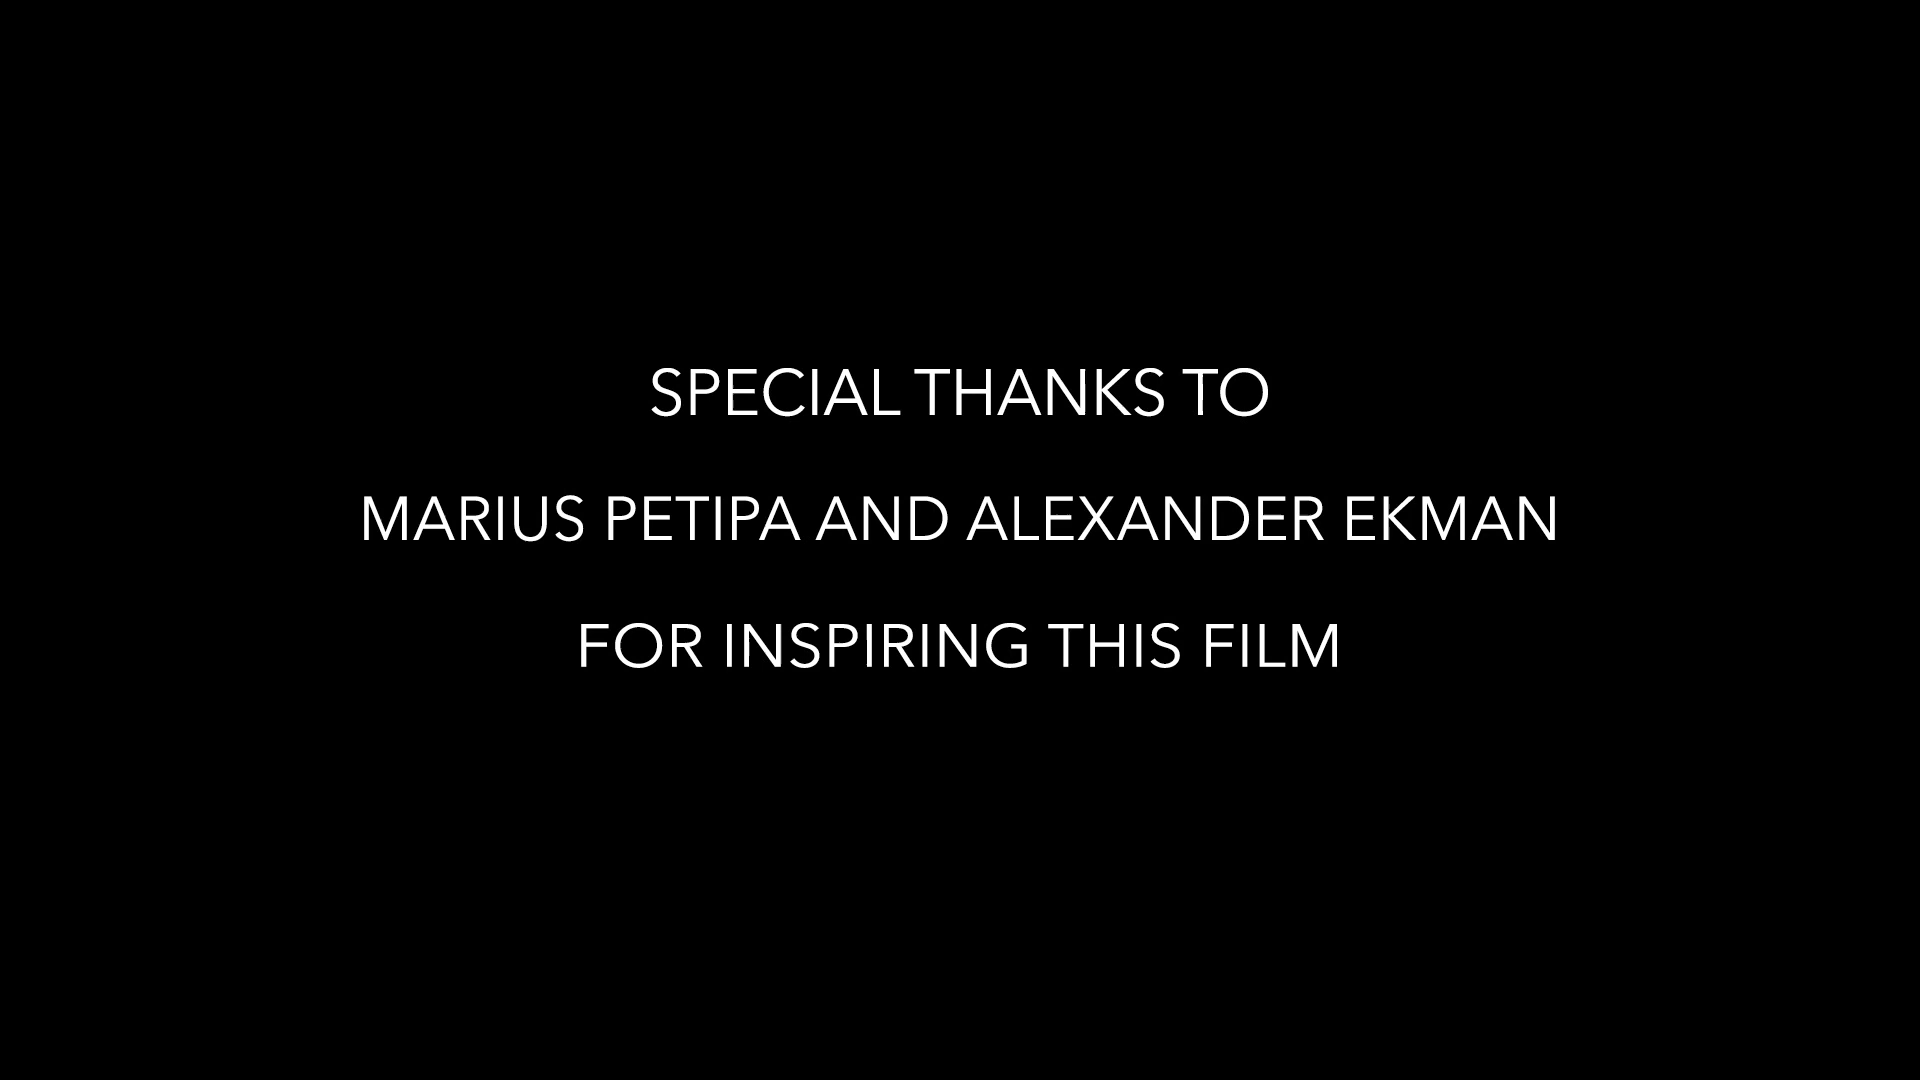 SPECIAL THANKS TO
MARIUS PETIPA AND ALEXANDER EKMAN
FOR INSPIRING THIS FILM